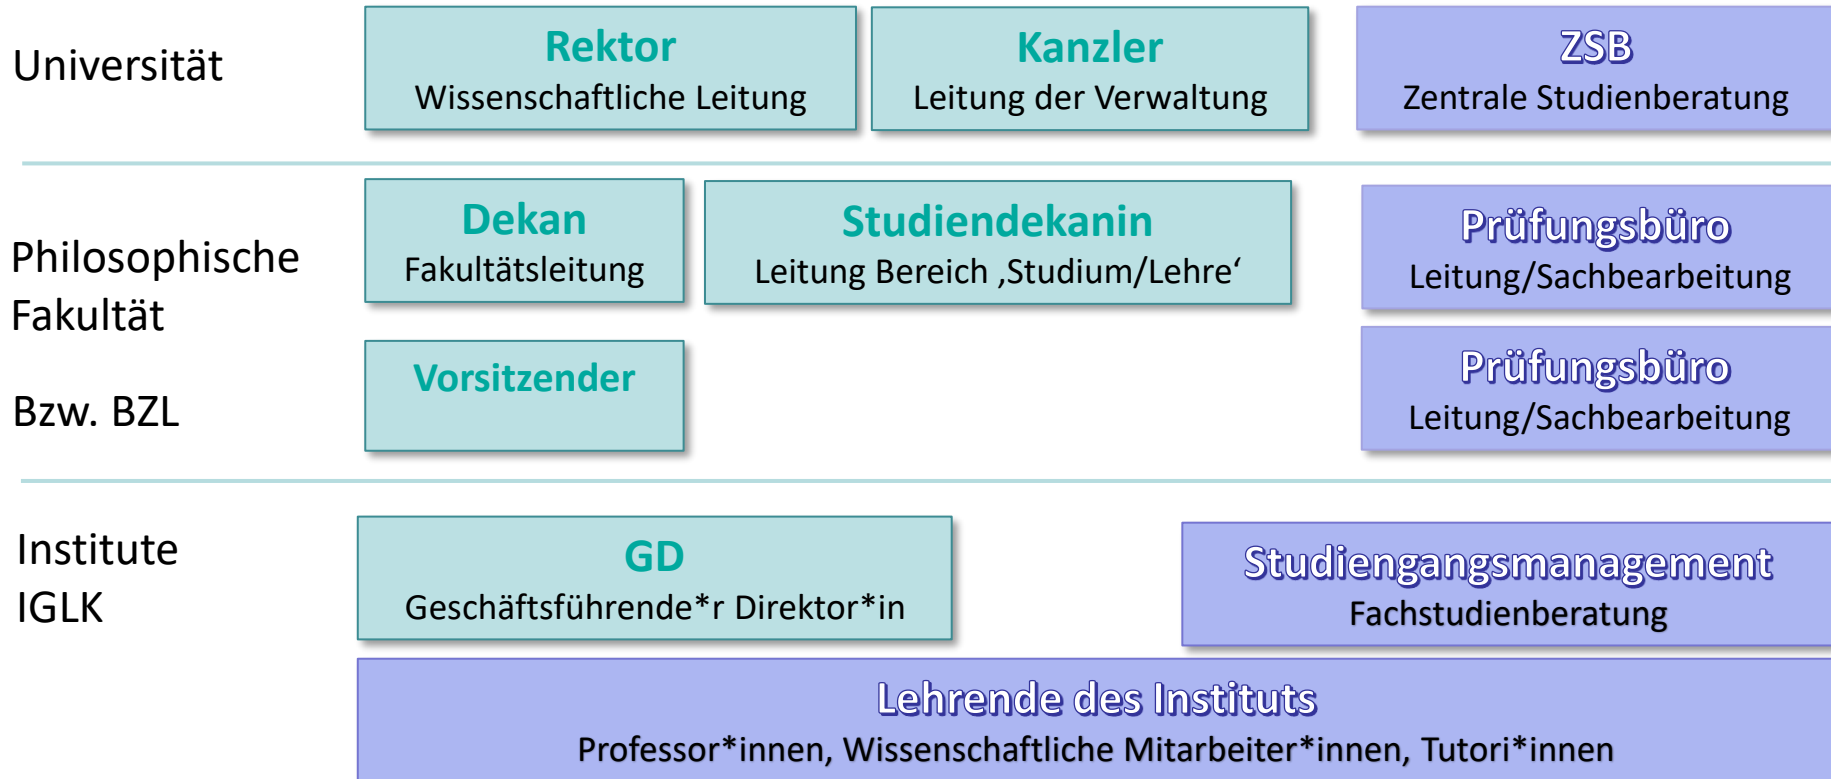 Universität
Rektor
Wissenschaftliche Leitung
Kanzler
Leitung der Verwaltung
ZSB
Zentrale Studienberatung
Philosophische
Fakultät
Dekan
Fakultätsleitung
Studiendekanin
Leitung Bereich ‚Studium/Lehre‘
Prüfungsbüro
Leitung/Sachbearbeitung
Bzw. BZL
Vorsitzender
Prüfungsbüro
Leitung/Sachbearbeitung
Institute
IGLK
GD
Geschäftsführende*r Direktor*in
Studiengangsmanagement
Fachstudienberatung
Lehrende des Instituts
Professor*innen, Wissenschaftliche Mitarbeiter*innen, Tutori*innen